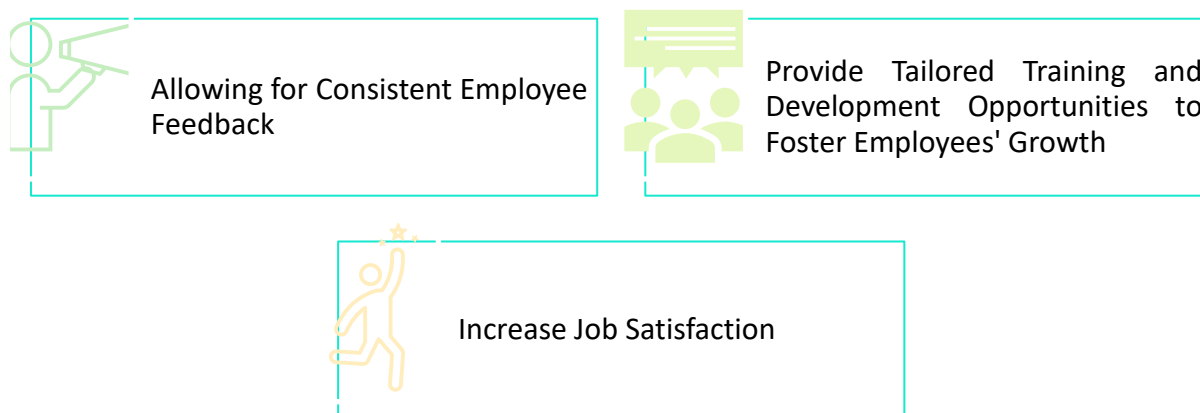 Allowing for Consistent Employee
Feedback
Provide Tailored Training and
Development Opportunities to
Foster Employees' Growth
Increase Job Satisfaction